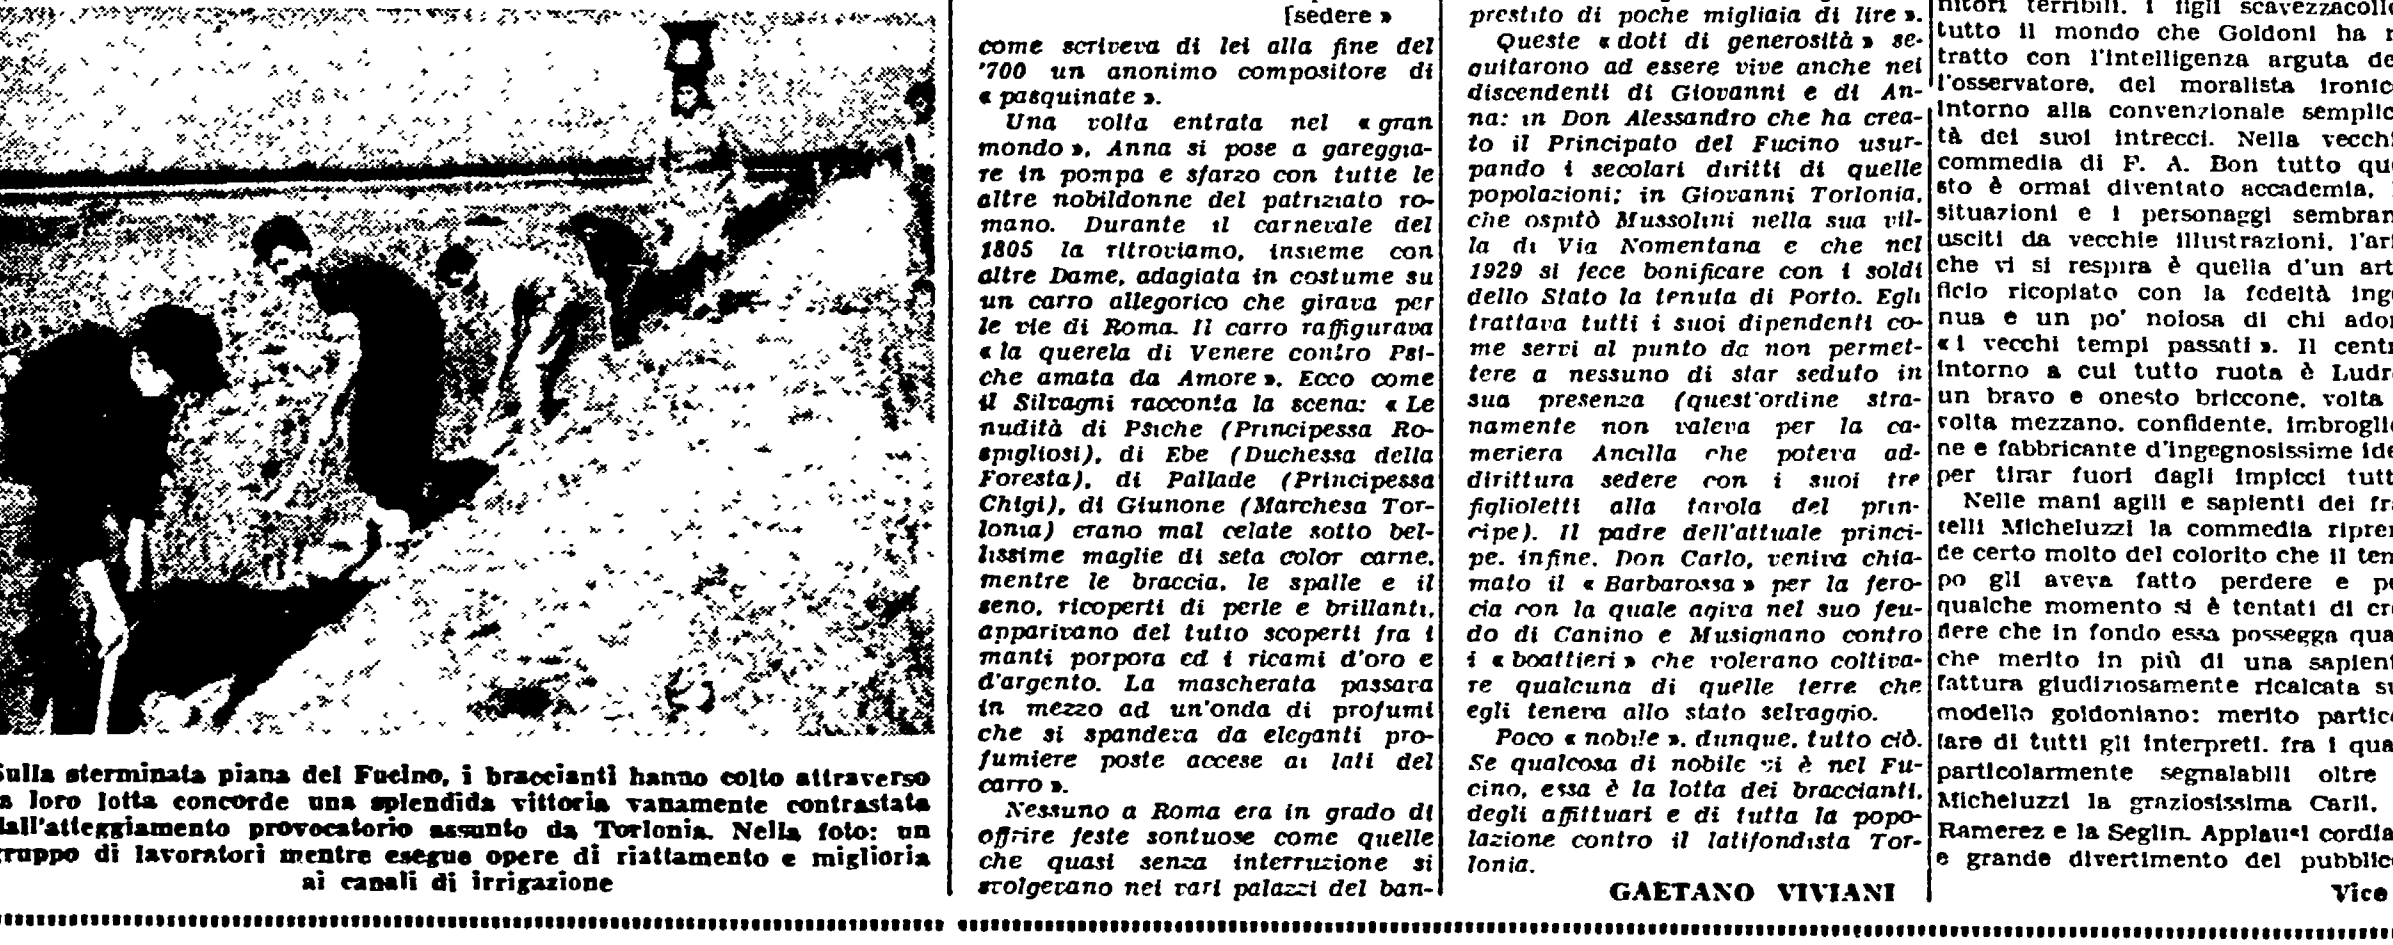 Sulla sterminata piana del Fucino, i braccianti hanno colto attraverso
la loro lotta concorde una splendida vittoria vanamente contrastata
dall'atteggiamento provocatorio assunto da Torlonia. Nella foto: un
gruppo di lavoratori mentre esegue opere di riattamento e miglioria
ai canali di irrigazione
[sedere »
come scriveva di lei alla fine del
'700 un anonimo compositore di
« pasquinate ».
Una volta entrata nel « gran
mondo », Anna si pose a gareggia-
re in pompa e sfarzo con tutte le
altre nobildonne del patriziato ro-
mano. Durante il carnevale del
1805 la ritroviamo, insieme con
altre Dame, adagiata in costume su
un carro allegorico che girava per
le vie di Roma. Il carro raffigurava
« la querela di Venere contro Psi-
che amata da Amore ». Ecco come
il Silvagni racconta la scena: « Le
nudità di Psiche (Principessa Ro-
spigliosi), di Ebe (Duchessa della
Foresta), di Pallade (Principessa
Chigi), di Giunone (Marchesa Tor-
lonia) erano mal celate sotto bel-
lissime maglie di seta color carne,
mentre le braccia, le spalle e il
seno, ricoperti di perle e brillanti,
apparivano del tutto scoperti fra i
manti porpora ed i ricami d'oro e
d'argento. La mascherata passava
in mezzo ad un'onda di profumi
che si spandeva da eleganti pro-
fumiere poste accese ai lati del
carro ».
Nessuno a Roma era in grado di
offrire feste sontuose come quelle
che quasi senza interruzione si
svolgevano nei vari palazzi del ban-
prestito di poche migliaia di lire ».
Queste « doti di generosità » se-
guitarono ad essere vive anche nei
discendenti di Giovanni e di An-
na: in Don Alessandro che ha crea-
to il Principato del Fucino usur-
pando i secolari diritti di quelle
popolazioni; in Giovanni Torlonia,
che ospitò Mussolini nella sua vil-
la di Via Nomentana e che nel
1929 si fece bonificare con i soldi
dello Stato la tenuta di Porto. Egli
trattava tutti i suoi dipendenti co-
me servi al punto da non permet-
tere a nessuno di star seduto in
sua presenza (quest'ordine stra-
namente non valeva per la ca-
meriera Ancilla che poteva ad-
dirittura sedere con i suoi tre
figlioletti alla tavola del prin-
cipe). Il padre dell'attuale princi-
pe, infine, Don Carlo, veniva chia-
mato il « Barbarossa » per la fero-
cia con la quale agiva nel suo feu-
do di Canino e Musignano contro
i « boattieri » che volevano coltiva-
re qualcuna di quelle terre che
egli teneva allo stato selvaggio.
Poco « nobile », dunque, tutto ciò.
Se qualcosa di nobile vi è nel Fu-
cino, essa è la lotta dei braccianti,
degli affittuari e di tutta la popo-
lazione contro il latifondista Tor-
lonia.
GAETANO VIVIANI
nitori terribili, i figli scavezzacollo
tutto il mondo che Goldoni ha
tratto con l'intelligenza arguta
l'osservatore, del moralista
intorno alla convenzionale
tà dei suoi intrecci. Nella
commedia di F. A. Bon tutto
sto è ormai diventato accademia,
situazioni e i personaggi
usciti da vecchie illustrazioni,
che vi si respira è quella d'un
ficio ricopiato con la fedeltà
nua e un po' noiosa di chi
« i vecchi tempi passati ». Il
intorno a cui tutto ruota è
un bravo e onesto briccone, volta
volta mezzano, confidente,
ne e fabbricante d'ingegnosissime
per tirar fuori dagli impicci
Nelle mani agili e sapienti dei
telli Micheluzzi la commedia
de certo molto del colorito che il
po gli aveva fatto perdere e
qualche momento si è tentati di
dere che in fondo essa possegga
che merito in più di una
fattura giudiziosamente ricalcata
modello goldoniano: merito
lare di tutti gli interpreti, fra i
particolarmente segnalabili oltre
Micheluzzi la graziosissima Carli,
Ramerez e la Seglin. Applausi
e grande divertimento del
Vice